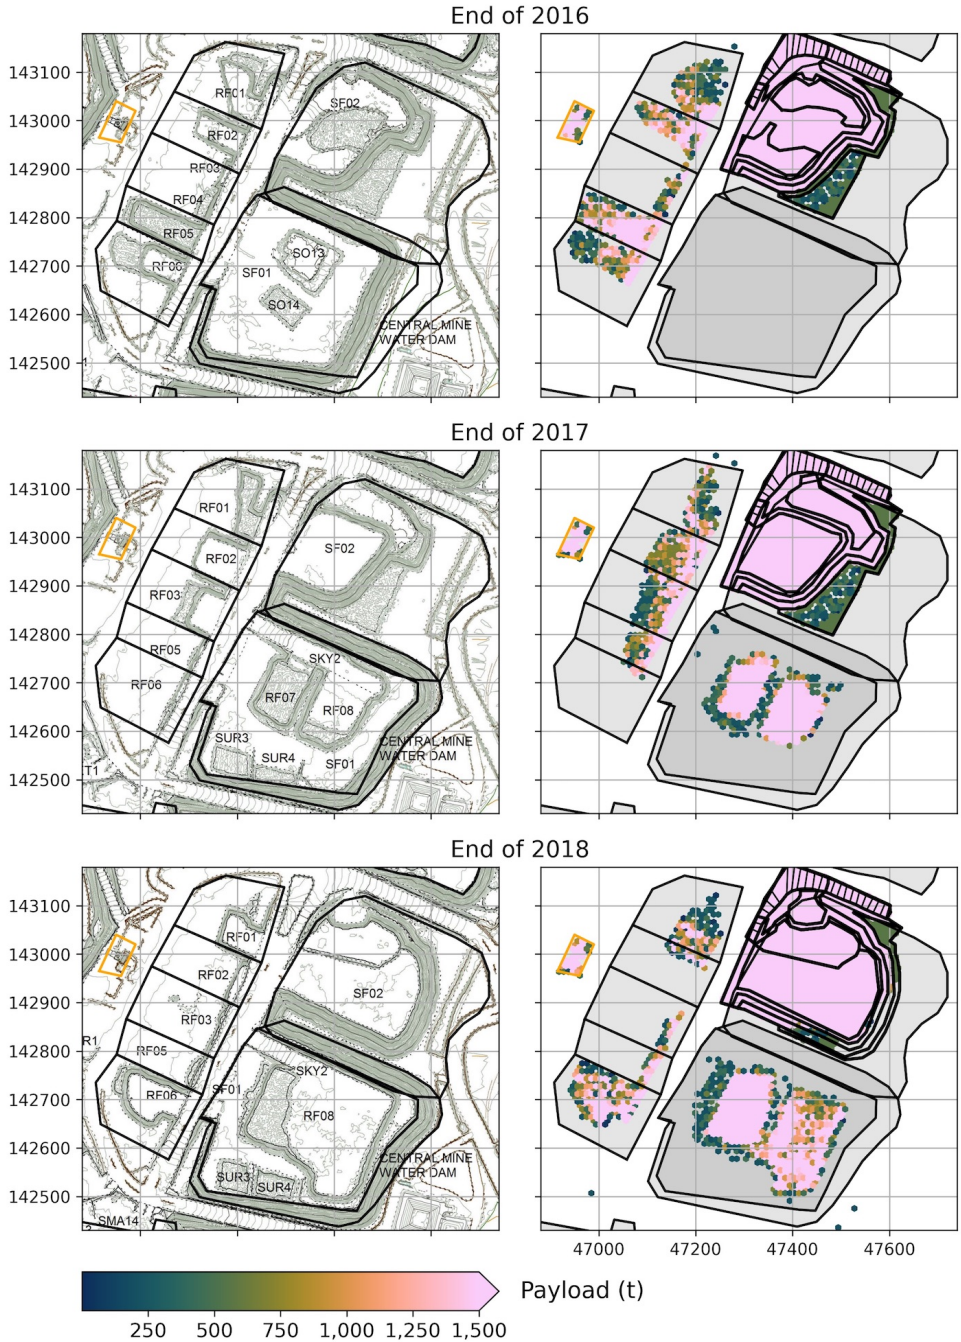 End of 2016
143100
143000
142900
142800
142700
142600
142500
RF01
RF02
RF03
RF04
RF05
RF06
SF02
SF01
SO13
SO14
CENTRAL MINE
WATER DAM
1
End of 2017
143100
143000
142900
142800
142700
142600
142500
RF01
RF02
RF03
RF05
RF06
SF02
SKY2
RF07
RF08
SUR3
SUR4
SF01
CENTRAL MINE
WATER DAM
T1
End of 2018
143100
143000
142900
142800
142700
142600
142500
RF01
RF02
RF03
RF05
RF06
R1
SF02
SF01
SKY2
RF08
SUR3
SUR4
CENTRAL MINE
WATER DAM
SMA14
47000 47200 47400 47600
Payload (t)
250 500 750 1,000 1,250 1,500